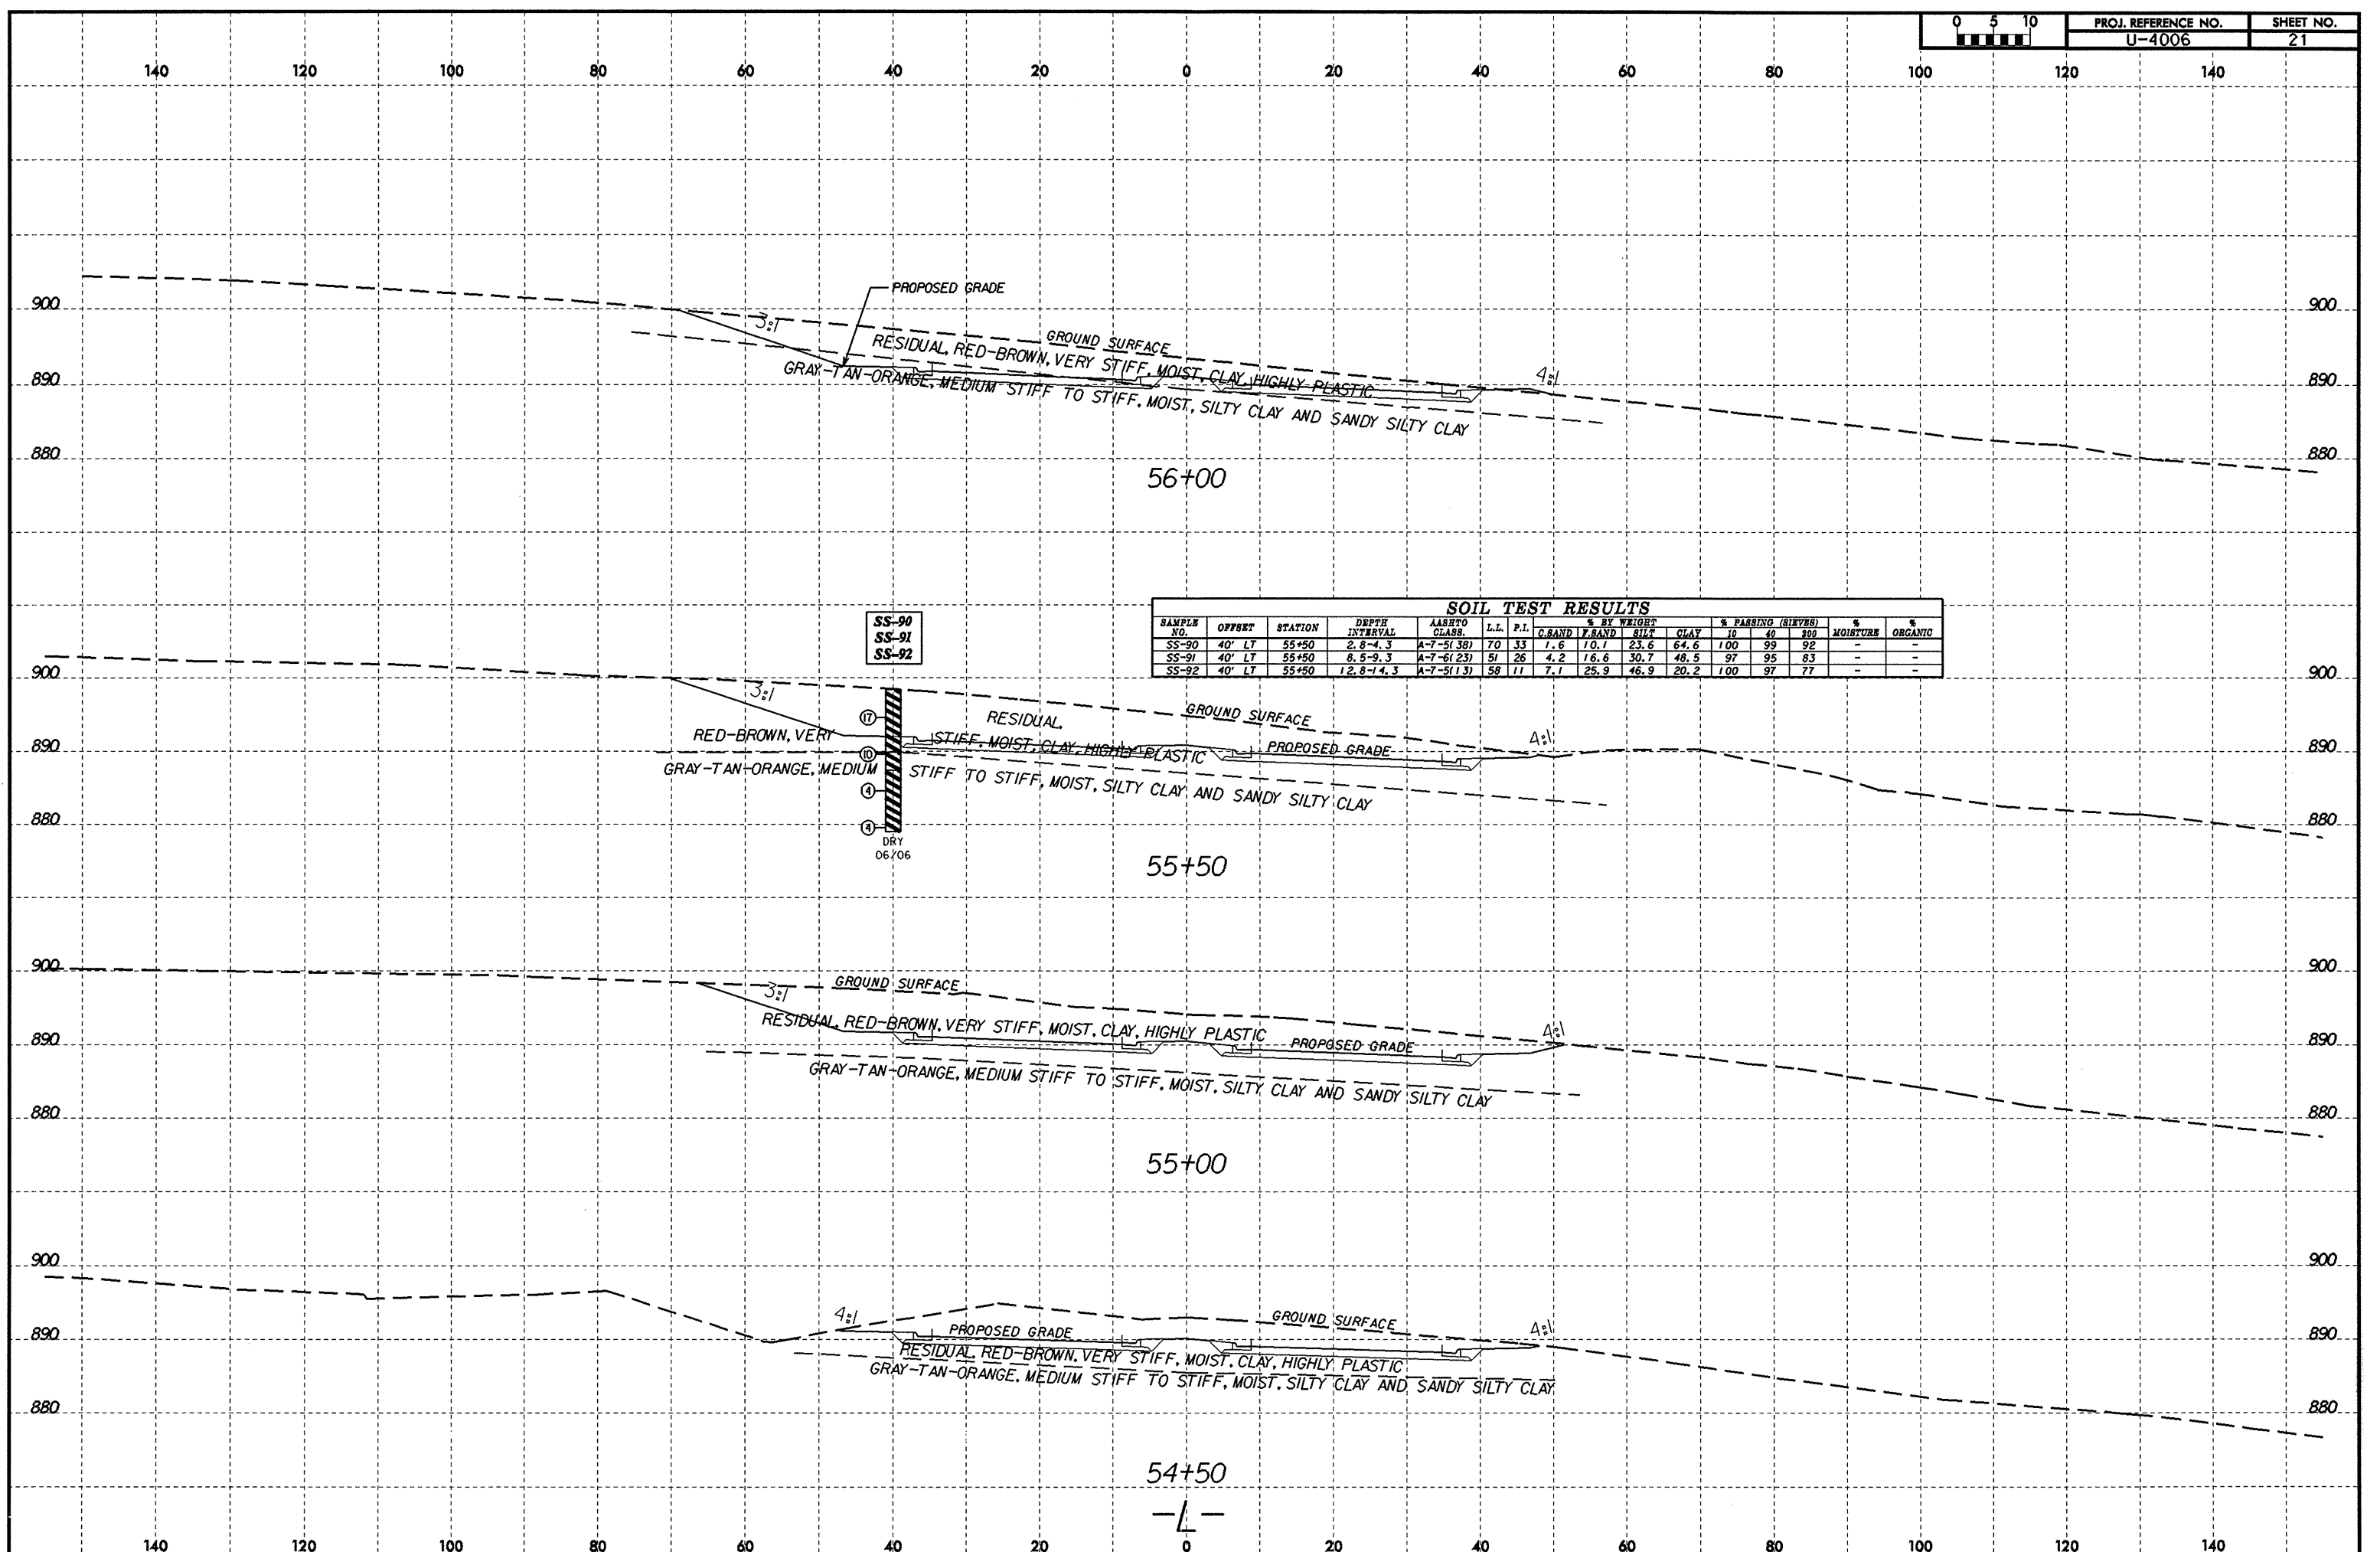 0 5 10
PROJ. REFERENCE NO. SHEET NO.
U-4006 21
140 120 100 80 60 40 20 0 20 40 60 80 100 120 140
PROPOSED GRADE
900 900
3:1
GROUND SURFACE
RESIDUAL, RED-BROWN, VERY STIFF, MOIST, CLAY, HIGHLY PLASTIC
4:1
890 890
GRAY-TAN-ORANGE, MEDIUM STIFF TO STIFF, MOIST, SILTY CLAY AND SANDY SILTY CLAY
880 880
56+00
SS-90
SS-91
SS-92
SOIL TEST RESULTS
SAMPLE NO. OFFSET STATION DEPTH INTERVAL AASHTO CLASS. L.L. P.I. % BY WEIGHT % PASSING (SIEVES) % MOISTURE % ORGANIC
C.SAND F.SAND SILT CLAY 10 40 200
SS-90 40' LT 55+50 2.8-4.3 A-7-5(38) 70 33 1.6 10.1 23.6 64.6 100 99 92 - -
SS-91 40' LT 55+50 8.5-9.3 A-7-6(23) 51 26 4.2 16.6 30.7 48.5 97 95 83 - -
SS-92 40' LT 55+50 12.8-14.3 A-7-5(13) 58 11 7.1 25.9 46.9 20.2 100 97 77 - -
900 900
3:1
17
RESIDUAL,
GROUND SURFACE
RED-BROWN, VERY STIFF, MOIST, CLAY, HIGHLY PLASTIC
PROPOSED GRADE
4:1
890 890
10
GRAY-TAN-ORANGE, MEDIUM STIFF TO STIFF, MOIST, SILTY CLAY AND SANDY SILTY CLAY
4
880 880
4
DRY
06/06
55+50
900 900
3:1
GROUND SURFACE
RESIDUAL, RED-BROWN, VERY STIFF, MOIST, CLAY, HIGHLY PLASTIC
4:1
PROPOSED GRADE
890 890
GRAY-TAN-ORANGE, MEDIUM STIFF TO STIFF, MOIST, SILTY CLAY AND SANDY SILTY CLAY
880 880
55+00
900 900
4:1
GROUND SURFACE
PROPOSED GRADE
4:1
890 890
RESIDUAL, RED-BROWN, VERY STIFF, MOIST, CLAY, HIGHLY PLASTIC
GRAY-TAN-ORANGE, MEDIUM STIFF TO STIFF, MOIST, SILTY CLAY AND SANDY SILTY CLAY
880 880
54+50
-L-
140 120 100 80 60 40 20 0 20 40 60 80 100 120 140